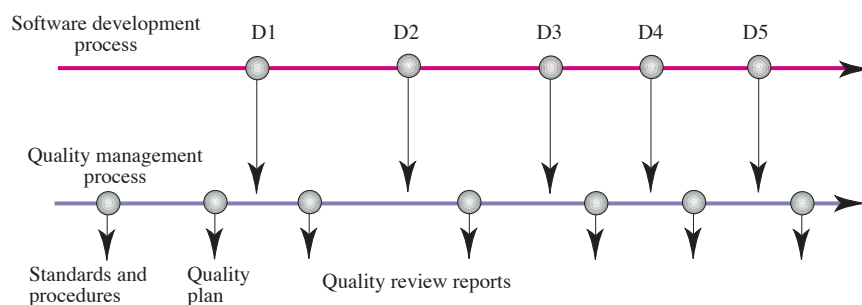 Software development
process
D1
D2
D3
D4
D5
Quality management
process
Standards and
procedures
Quality
plan
Quality review reports